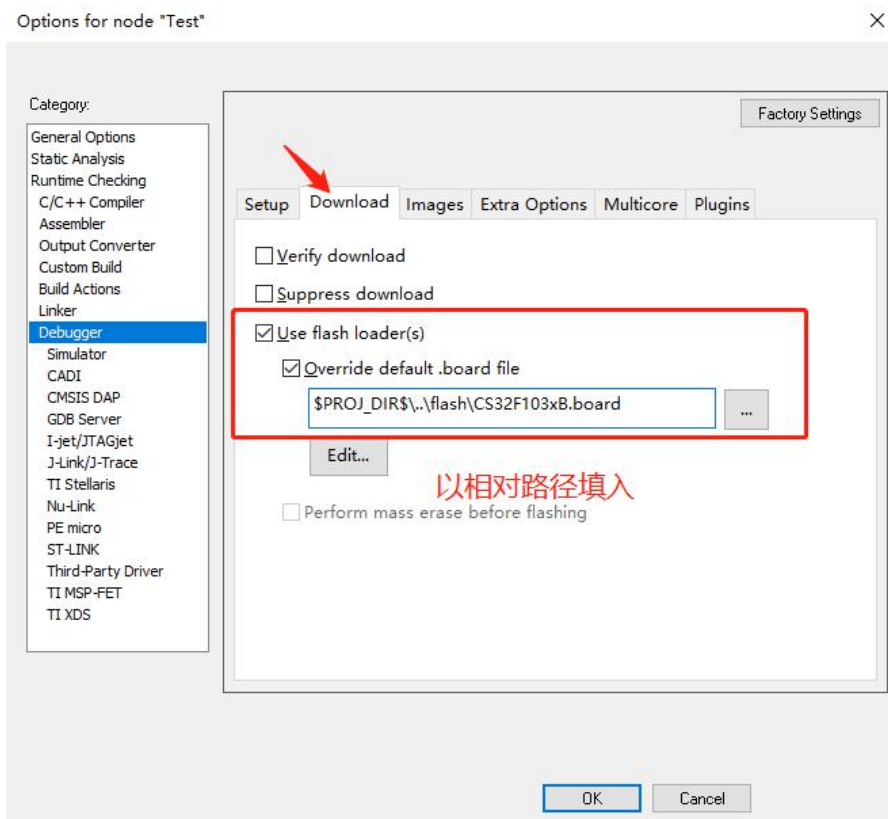 Options for node "Test"
Category:
General Options
Static Analysis
Runtime Checking
C/C++ Compiler
Assembler
Output Converter
Custom Build
Build Actions
Linker
Debugger
Simulator
CADI
CMSIS DAP
GDB Server
I-jet/JTAGjet
J-Link/J-Trace
TI Stellaris
Nu-Link
PE micro
ST-LINK
Third-Party Driver
TI MSP-FET
TI XDS
Factory Settings
Setup Download Images Extra Options Multicore Plugins
Verify download
Suppress download
Use flash loader(s)
Override default .board file
$PROJ_DIR$\..\flash\CS32F103xB.board
...
Edit...
以相对路径填入
Perform mass erase before flashing
OK Cancel